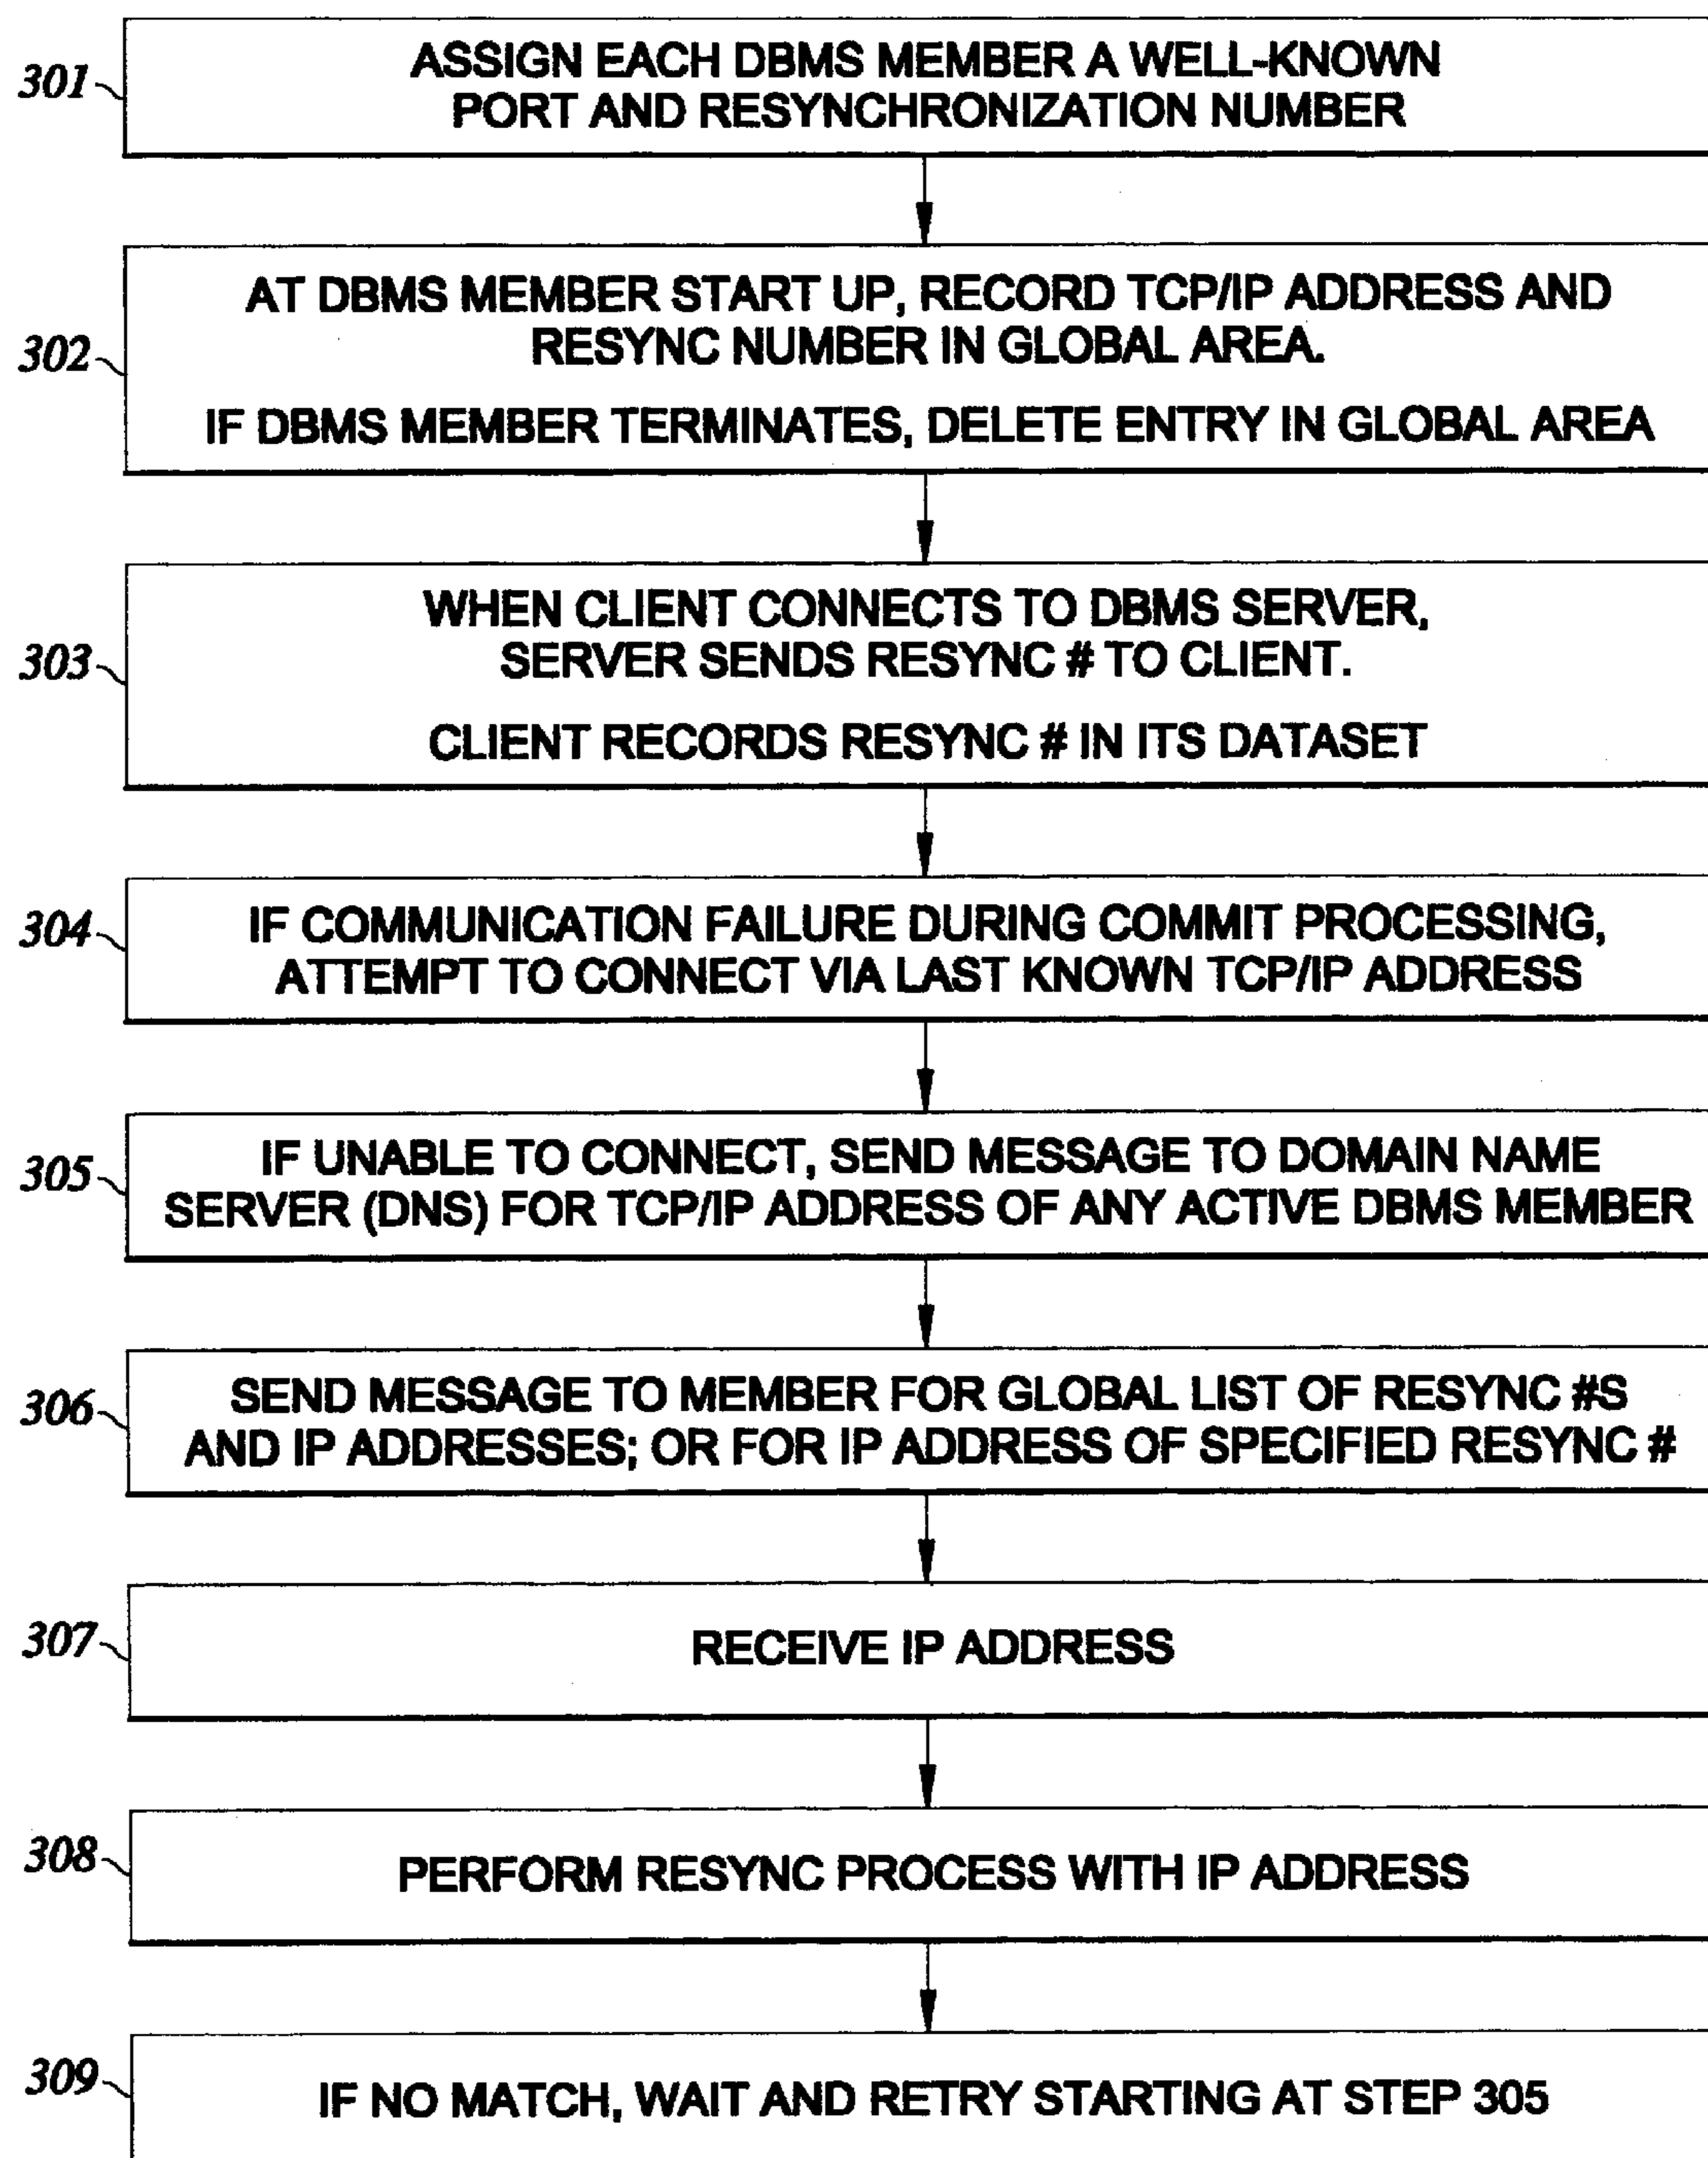 301
ASSIGN EACH DBMS MEMBER A WELL-KNOWN
PORT AND RESYNCHRONIZATION NUMBER
302
AT DBMS MEMBER START UP, RECORD TCP/IP ADDRESS AND
RESYNC NUMBER IN GLOBAL AREA.
IF DBMS MEMBER TERMINATES, DELETE ENTRY IN GLOBAL AREA
303
WHEN CLIENT CONNECTS TO DBMS SERVER,
SERVER SENDS RESYNC # TO CLIENT.
CLIENT RECORDS RESYNC # IN ITS DATASET
304
IF COMMUNICATION FAILURE DURING COMMIT PROCESSING,
ATTEMPT TO CONNECT VIA LAST KNOWN TCP/IP ADDRESS
305
IF UNABLE TO CONNECT, SEND MESSAGE TO DOMAIN NAME
SERVER (DNS) FOR TCP/IP ADDRESS OF ANY ACTIVE DBMS MEMBER
306
SEND MESSAGE TO MEMBER FOR GLOBAL LIST OF RESYNC #S
AND IP ADDRESSES; OR FOR IP ADDRESS OF SPECIFIED RESYNC #
307
RECEIVE IP ADDRESS
308
PERFORM RESYNC PROCESS WITH IP ADDRESS
309
IF NO MATCH, WAIT AND RETRY STARTING AT STEP 305